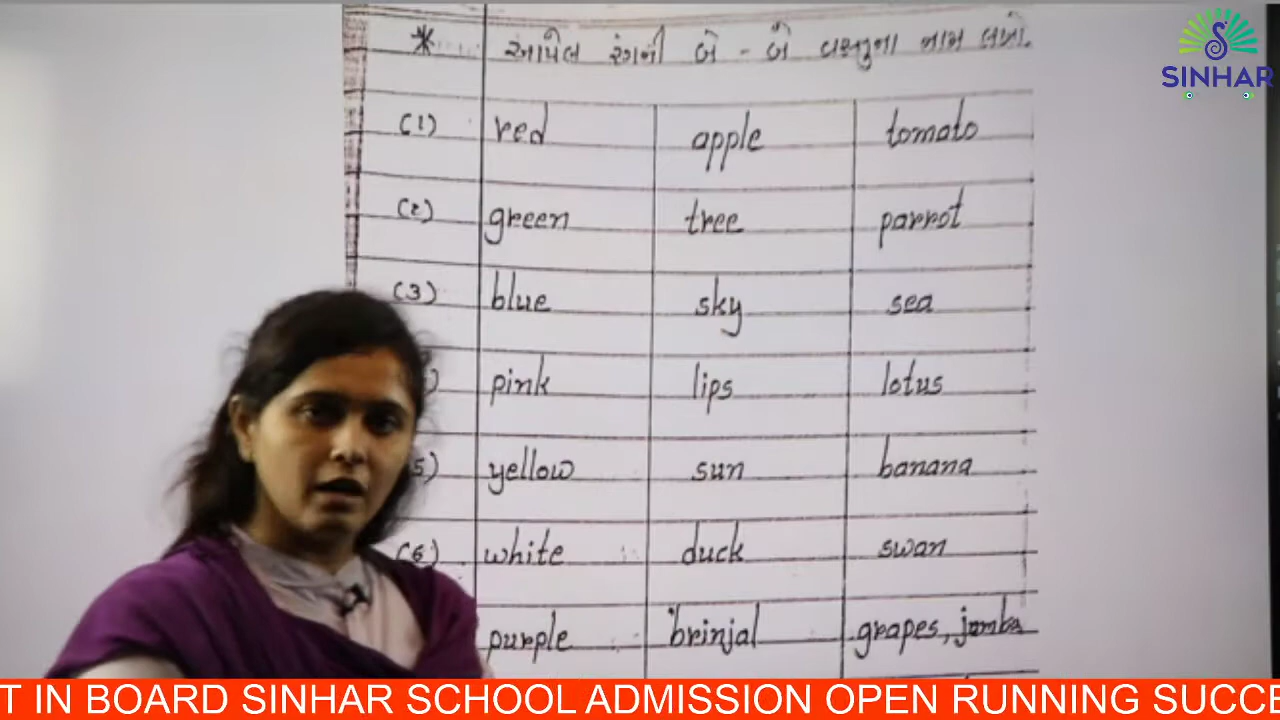 * આપેલ રંગની બે - બે વસ્તુના નામ લખો.
SINHAR
(1) red apple tomato
(2) green tree parrot
(3) blue sky sea
pink lips lotus
5) yellow sun banana
(6) white duck swan
purple brinjal grapes, jamba
T IN BOARD SINHAR SCHOOL ADMISSION OPEN RUNNING SUCCE